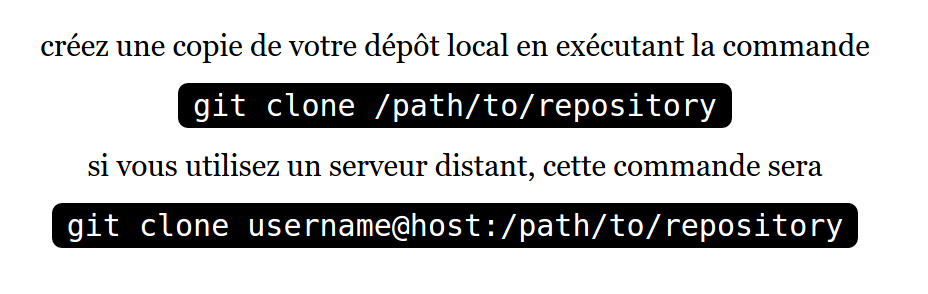 créez une copie de votre dépôt local en exécutant la commande
git clone /path/to/repository
si vous utilisez un serveur distant, cette commande sera
git clone username@host:/path/to/repository